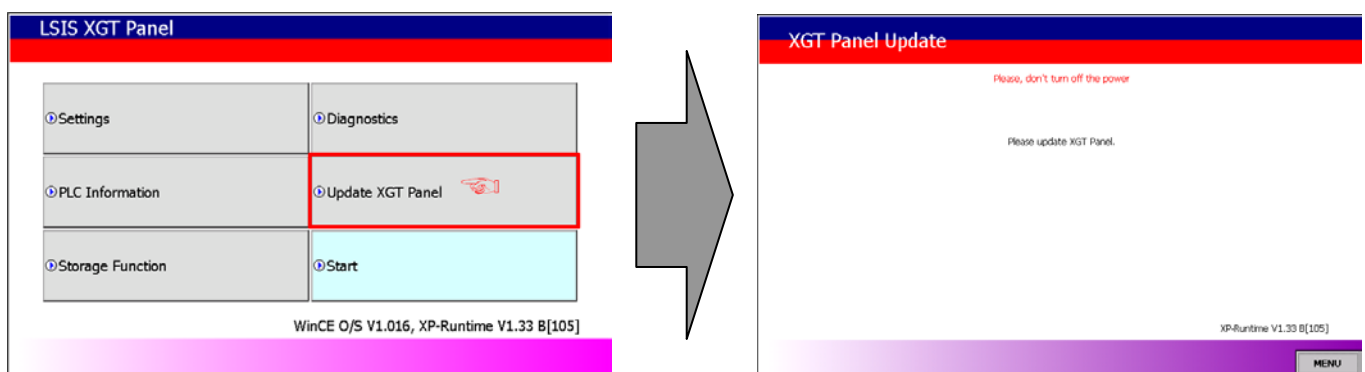 LSIS XGT Panel
Settings
Diagnostics
PLC Information
Update XGT Panel
Storage Function
Start
WinCE O/S V1.016, XP-Runtime V1.33 B[105]
XGT Panel Update
Please, don't turn off the power
Please update XGT Panel.
XP-Runtime V1.33 B[105]
MENU